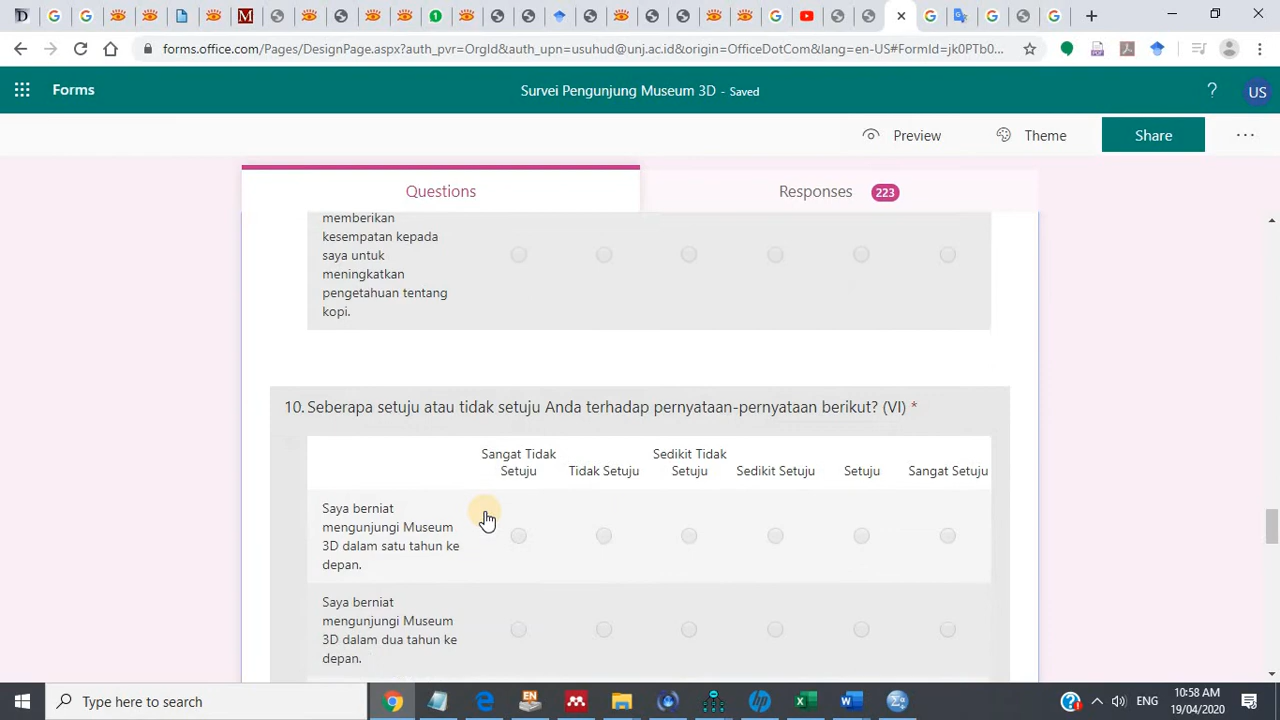 forms.office.com/Pages/DesignPage.aspx?auth_pvr=OrgId&auth_upn=usuhud@unj.ac.id&origin=OfficeDotCom&lang=en-US#FormId=jk0PTb0...
Forms
Survei Pengunjung Museum 3D - Saved
?
US
Preview
Theme
Share
...
Questions
Responses 223
memberikan
kesempatan kepada
saya untuk
meningkatkan
pengetahuan tentang
kopi.
10. Seberapa setuju atau tidak setuju Anda terhadap pernyataan-pernyataan berikut? (VI) *
Sangat Tidak
Setuju
Tidak Setuju
Sedikit Tidak
Setuju
Sedikit Setuju
Setuju
Sangat Setuju
Saya berniat
mengunjungi Museum
3D dalam satu tahun ke
depan.
Saya berniat
mengunjungi Museum
3D dalam dua tahun ke
depan.
Type here to search
ENG
10:58 AM
19/04/2020